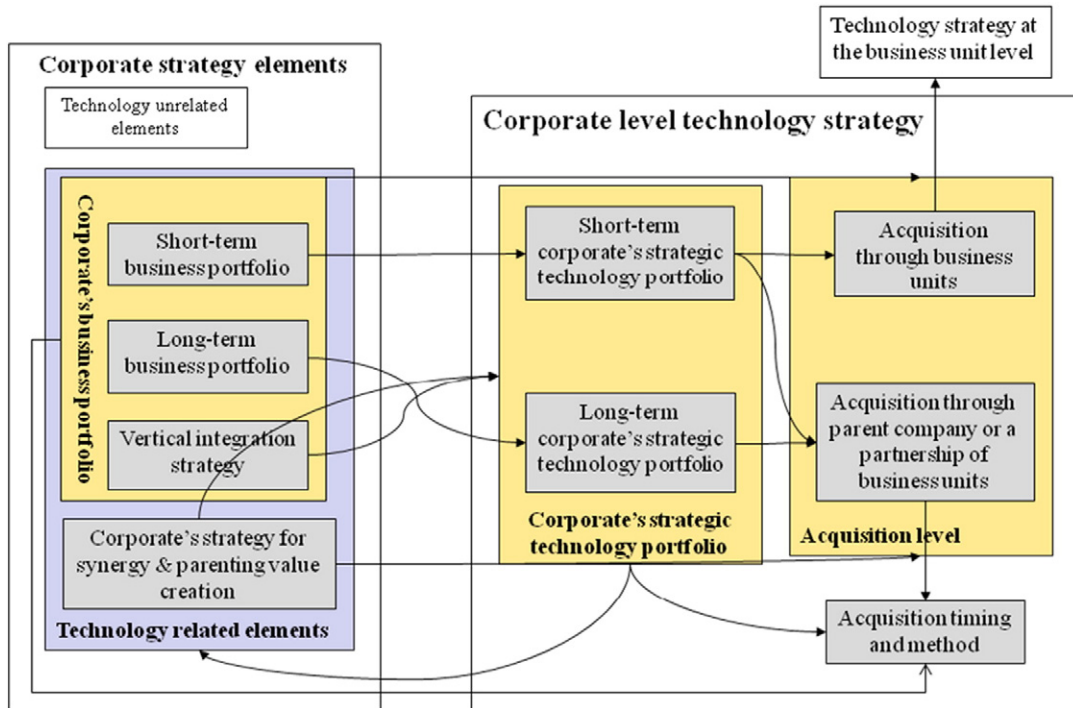 Technology strategy at
the business unit level
Corporate strategy elements
Technology unrelated
elements
Corporate level technology strategy
Corporate's business portfolio
Short-term
business portfolio
Long-term
business portfolio
Vertical integration
strategy
Corporate's strategy for
synergy & parenting value
creation
Technology related elements
Short-term
corporate's strategic
technology portfolio
Long-term
corporate's strategic
technology portfolio
Corporate's strategic
technology portfolio
Acquisition
through business
units
Acquisition through
parent company or a
partnership of
business units
Acquisition level
Acquisition timing
and method